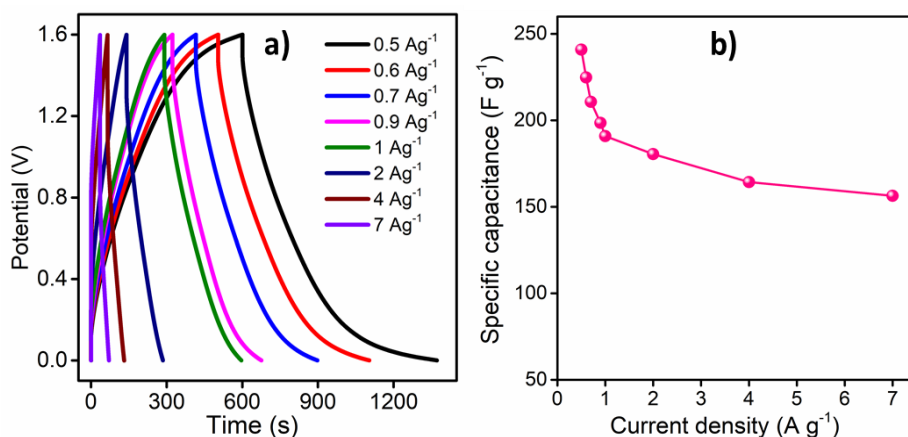 a)
0.5 Ag⁻¹
0.6 Ag⁻¹
0.7 Ag⁻¹
0.9 Ag⁻¹
1 Ag⁻¹
2 Ag⁻¹
4 Ag⁻¹
7 Ag⁻¹
Potential (V)
1.6
1.2
0.8
0.4
0.0
0 300 600 900 1200
Time (s)
b)
Specific capacitance (F g⁻¹)
250
200
150
100
50
0 1 2 3 4 5 6 7
Current density (A g⁻¹)